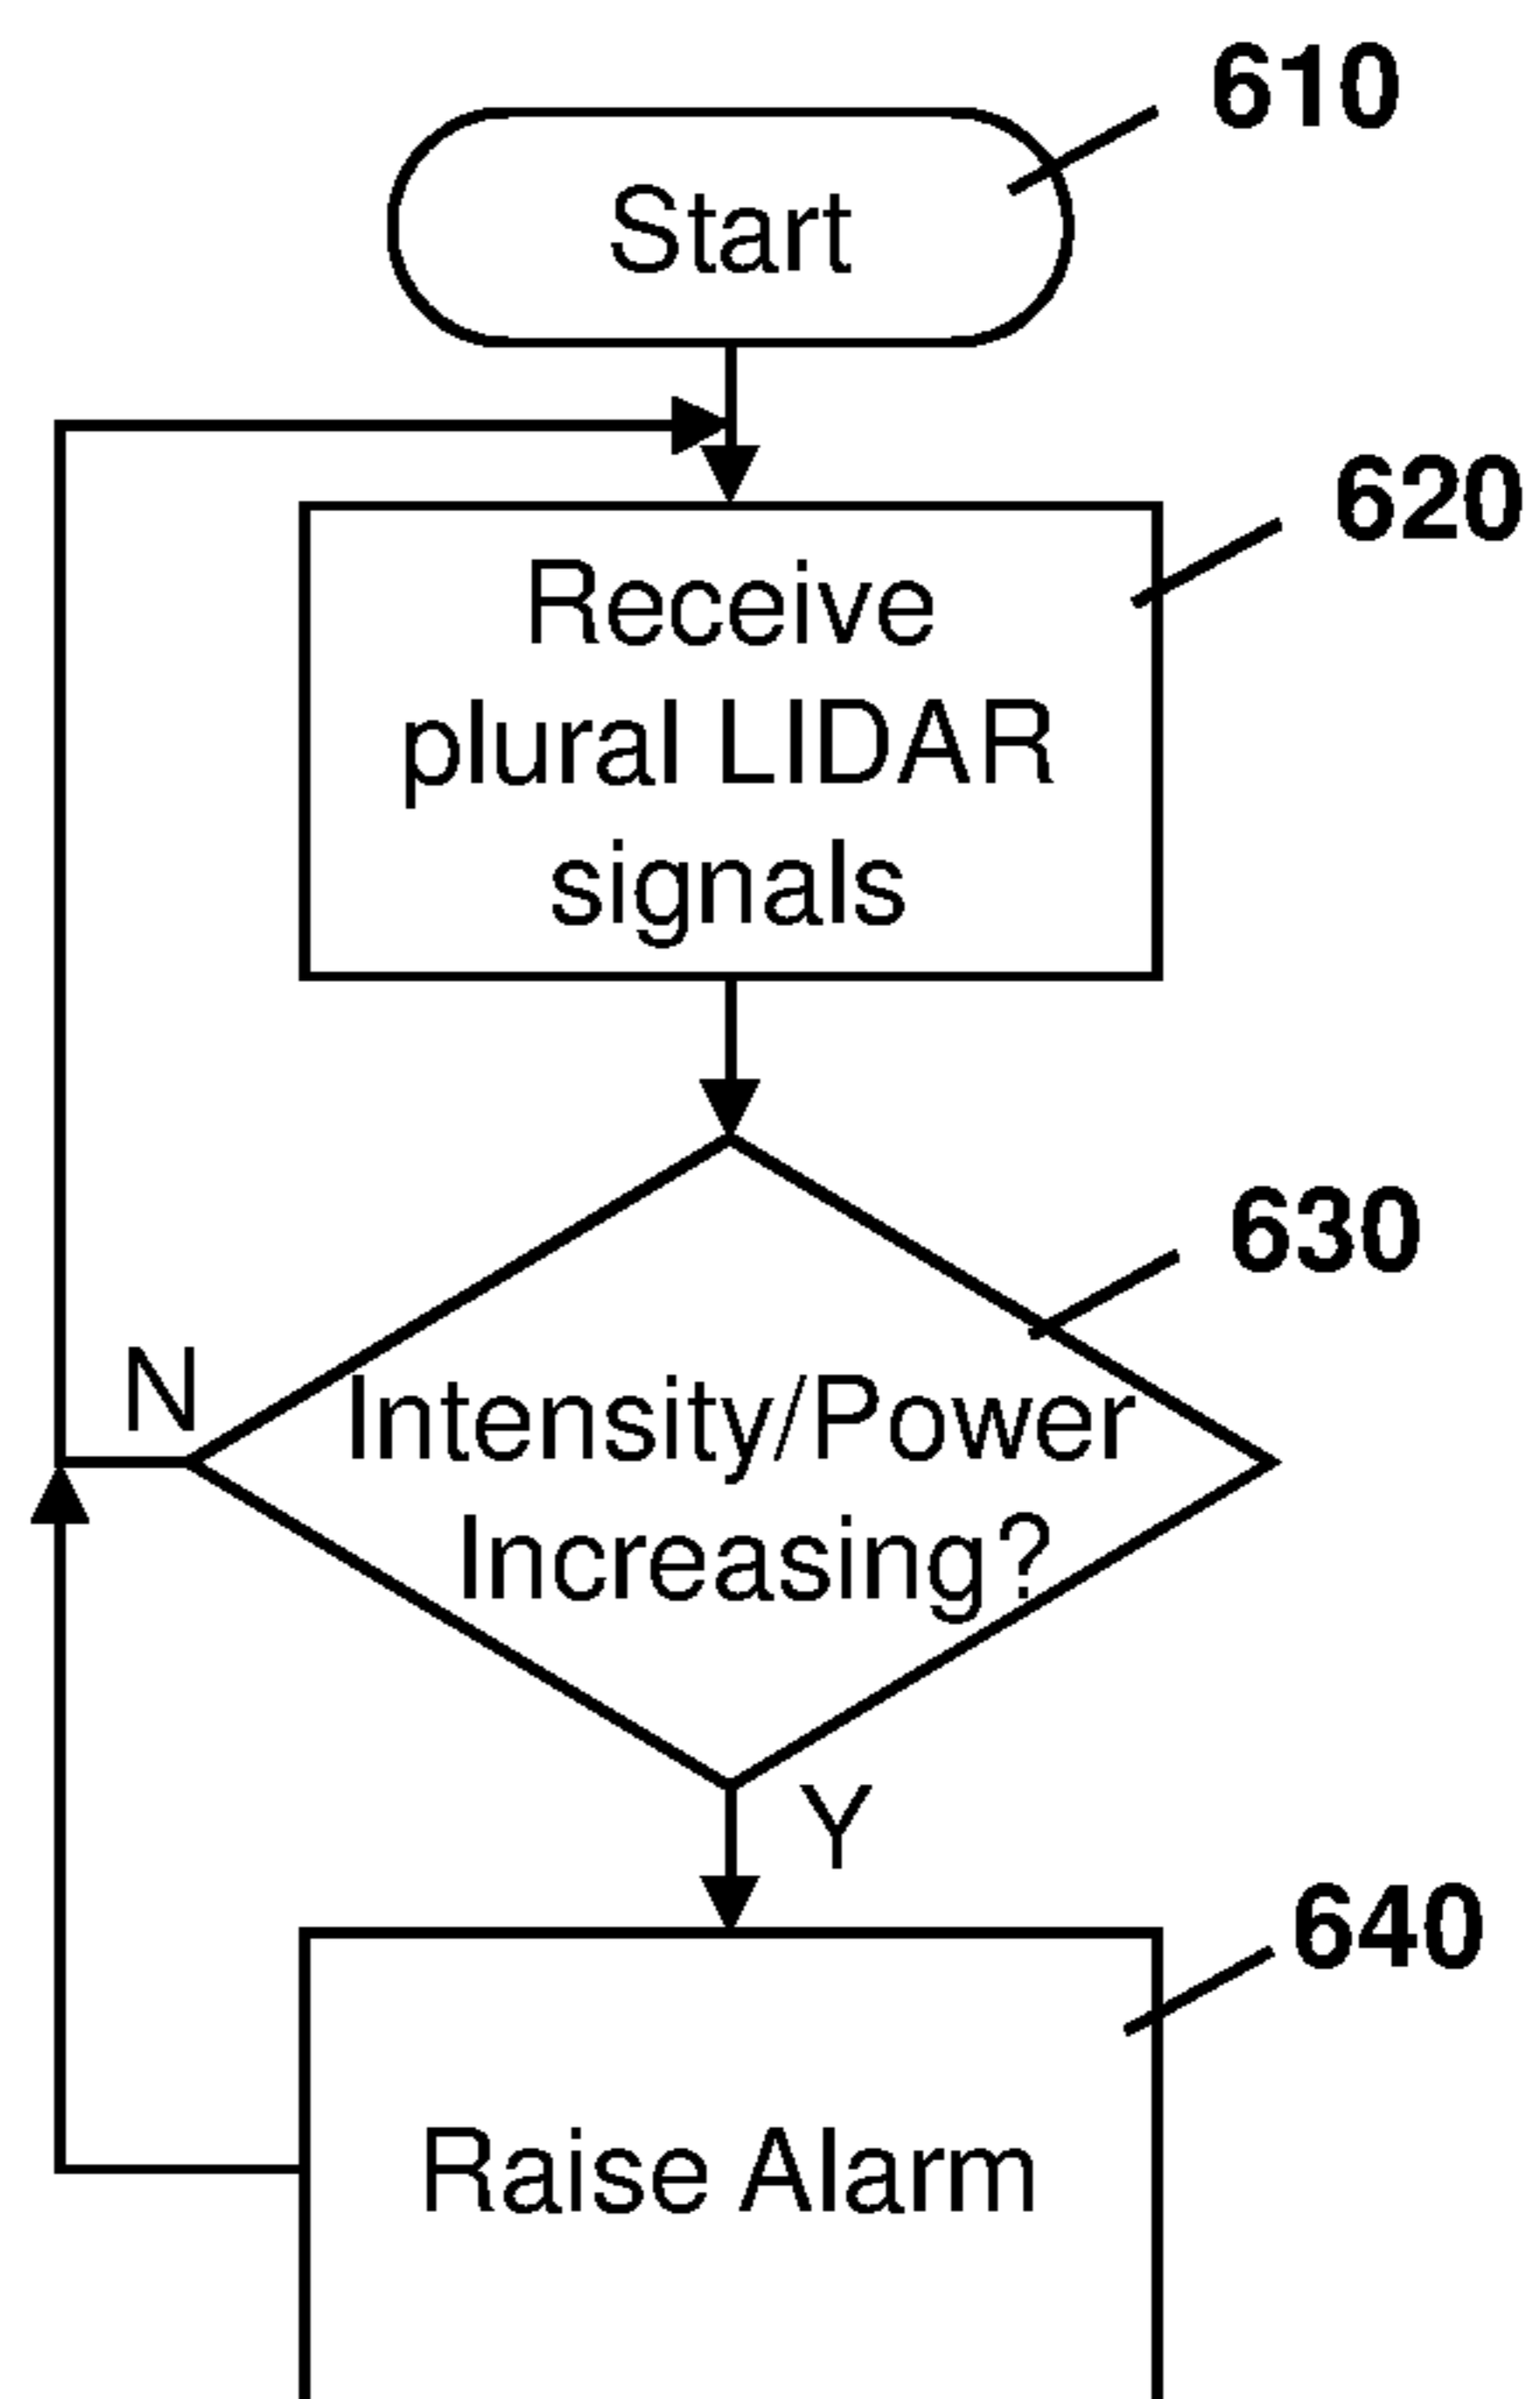 610
Start
620
Receive
plural LIDAR
signals
630
N
Intensity/Power
Increasing?
Y
640
Raise Alarm